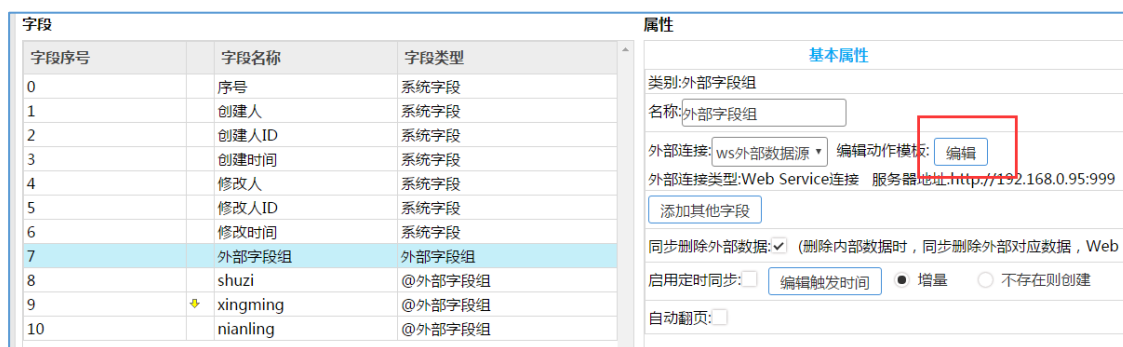 字段
字段序号 字段名称 字段类型
0 序号 系统字段
1 创建人 系统字段
2 创建人ID 系统字段
3 创建时间 系统字段
4 修改人 系统字段
5 修改人ID 系统字段
6 修改时间 系统字段
7 外部字段组 外部字段组
8 shuzi @外部字段组
9 xingming @外部字段组
10 nianling @外部字段组
属性
基本属性
类别:外部字段组
名称:外部字段组
外部连接: ws外部数据源 编辑动作模板: 编辑
外部连接类型:Web Service连接 服务器地址:http://192.168.0.95:999
添加其他字段
同步删除外部数据: (删除内部数据时，同步删除外部对应数据，Web
启用定时同步: 编辑触发时间 增量 不存在则创建
自动翻页: